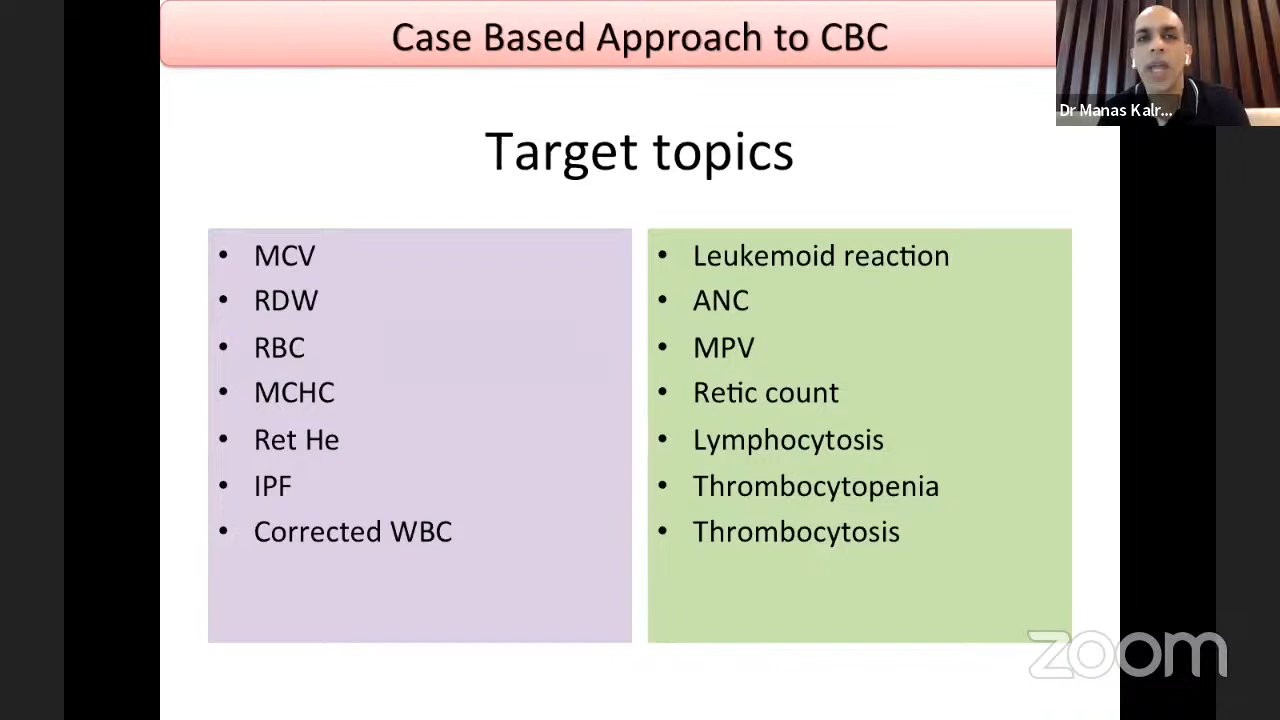 Case Based Approach to CBC
Dr Manas Kalr...
Target topics
• MCV
• RDW
• RBC
• MCHC
• Ret He
• IPF
• Corrected WBC
• Leukemoid reaction
• ANC
• MPV
• Retic count
• Lymphocytosis
• Thrombocytopenia
• Thrombocytosis
zoom